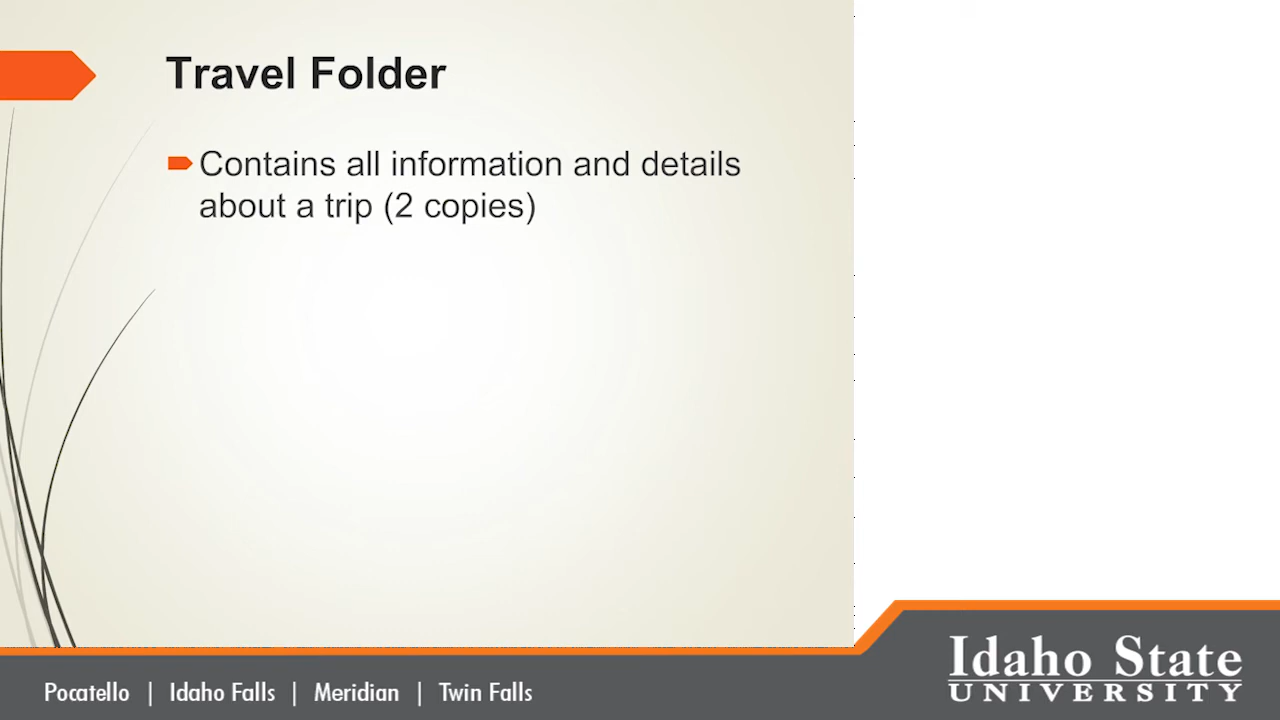 Travel Folder
Contains all information and details
about a trip (2 copies)
Pocatello | Idaho Falls | Meridian | Twin Falls
Idaho State
UNIVERSITY